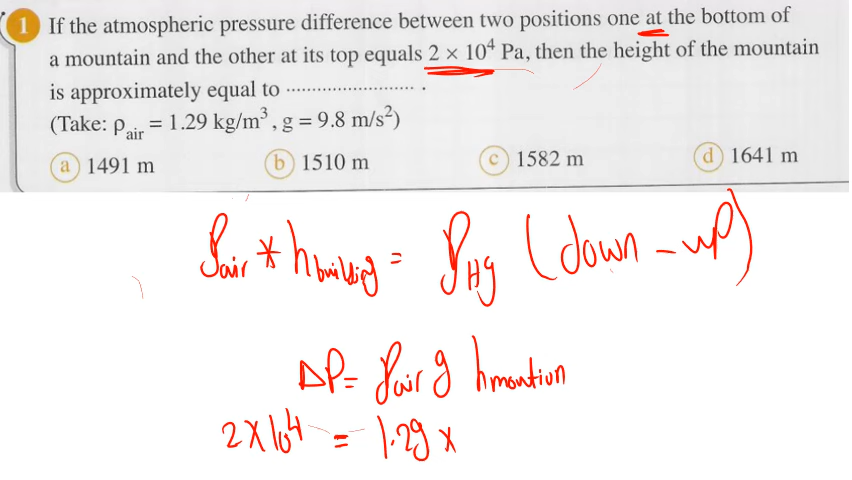 1 If the atmospheric pressure difference between two positions one at the bottom of
a mountain and the other at its top equals 2 × 10⁴ Pa, then the height of the mountain
is approximately equal to ........................ .
(Take: ρair = 1.29 kg/m³ , g = 9.8 m/s²)
a 1491 m b 1510 m c 1582 m d 1641 m
ρair * h building = ρHg (down - up)
ΔP = ρair g h mountiun
2 x 10⁴ = 1.29 x